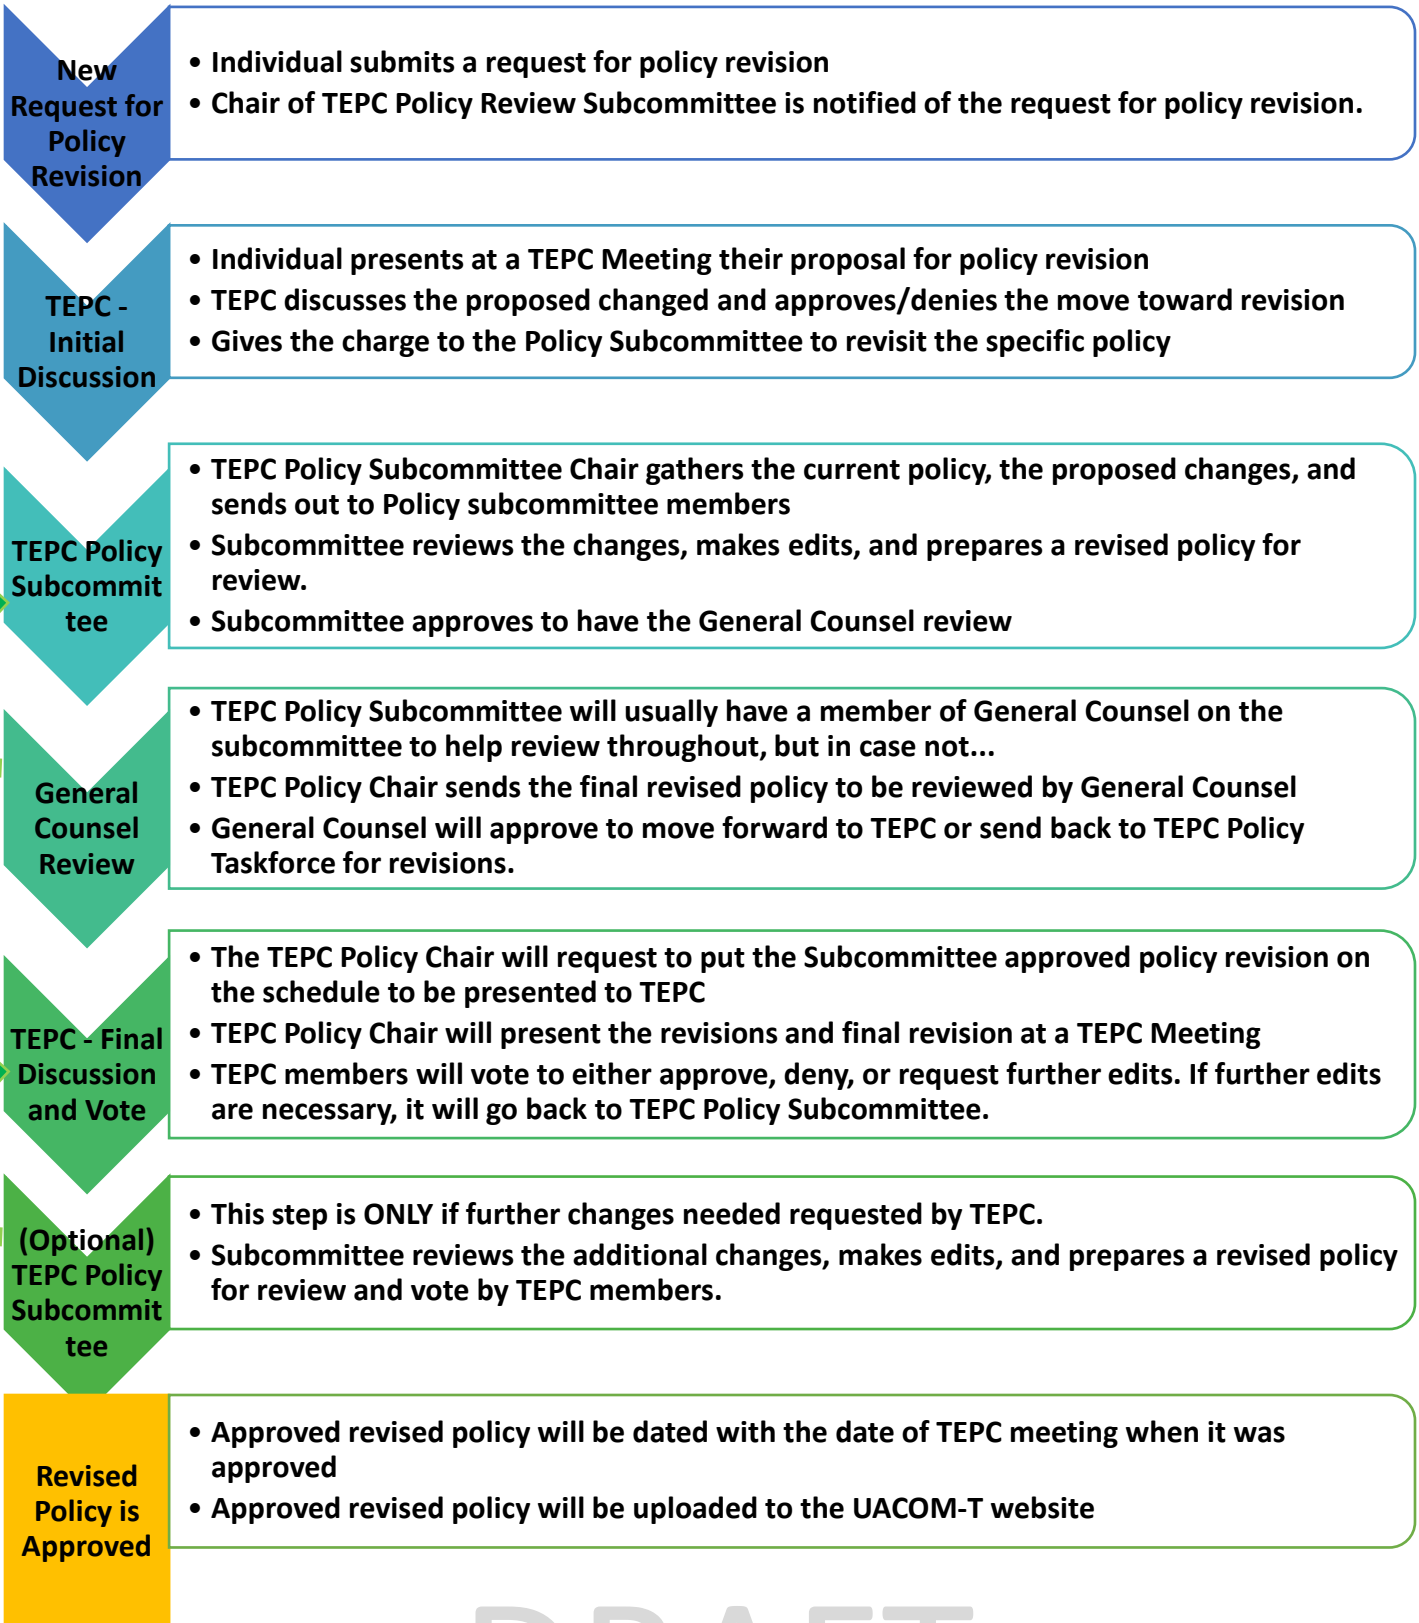 New
Request for
Policy
Revision
• Individual submits a request for policy revision
• Chair of TEPC Policy Review Subcommittee is notified of the request for policy revision.
TEPC -
Initial
Discussion
• Individual presents at a TEPC Meeting their proposal for policy revision
• TEPC discusses the proposed changed and approves/denies the move toward revision
• Gives the charge to the Policy Subcommittee to revisit the specific policy
TEPC Policy
Subcommit
tee
• TEPC Policy Subcommittee Chair gathers the current policy, the proposed changes, and
sends out to Policy subcommittee members
• Subcommittee reviews the changes, makes edits, and prepares a revised policy for
review.
• Subcommittee approves to have the General Counsel review
General
Counsel
Review
• TEPC Policy Subcommittee will usually have a member of General Counsel on the
subcommittee to help review throughout, but in case not...
• TEPC Policy Chair sends the final revised policy to be reviewed by General Counsel
• General Counsel will approve to move forward to TEPC or send back to TEPC Policy
Taskforce for revisions.
TEPC - Final
Discussion
and Vote
• The TEPC Policy Chair will request to put the Subcommittee approved policy revision on
the schedule to be presented to TEPC
• TEPC Policy Chair will present the revisions and final revision at a TEPC Meeting
• TEPC members will vote to either approve, deny, or request further edits. If further edits
are necessary, it will go back to TEPC Policy Subcommittee.
(Optional)
TEPC Policy
Subcommit
tee
• This step is ONLY if further changes needed requested by TEPC.
• Subcommittee reviews the additional changes, makes edits, and prepares a revised policy
for review and vote by TEPC members.
Revised
Policy is
Approved
• Approved revised policy will be dated with the date of TEPC meeting when it was
approved
• Approved revised policy will be uploaded to the UACOM-T website
DRAFT